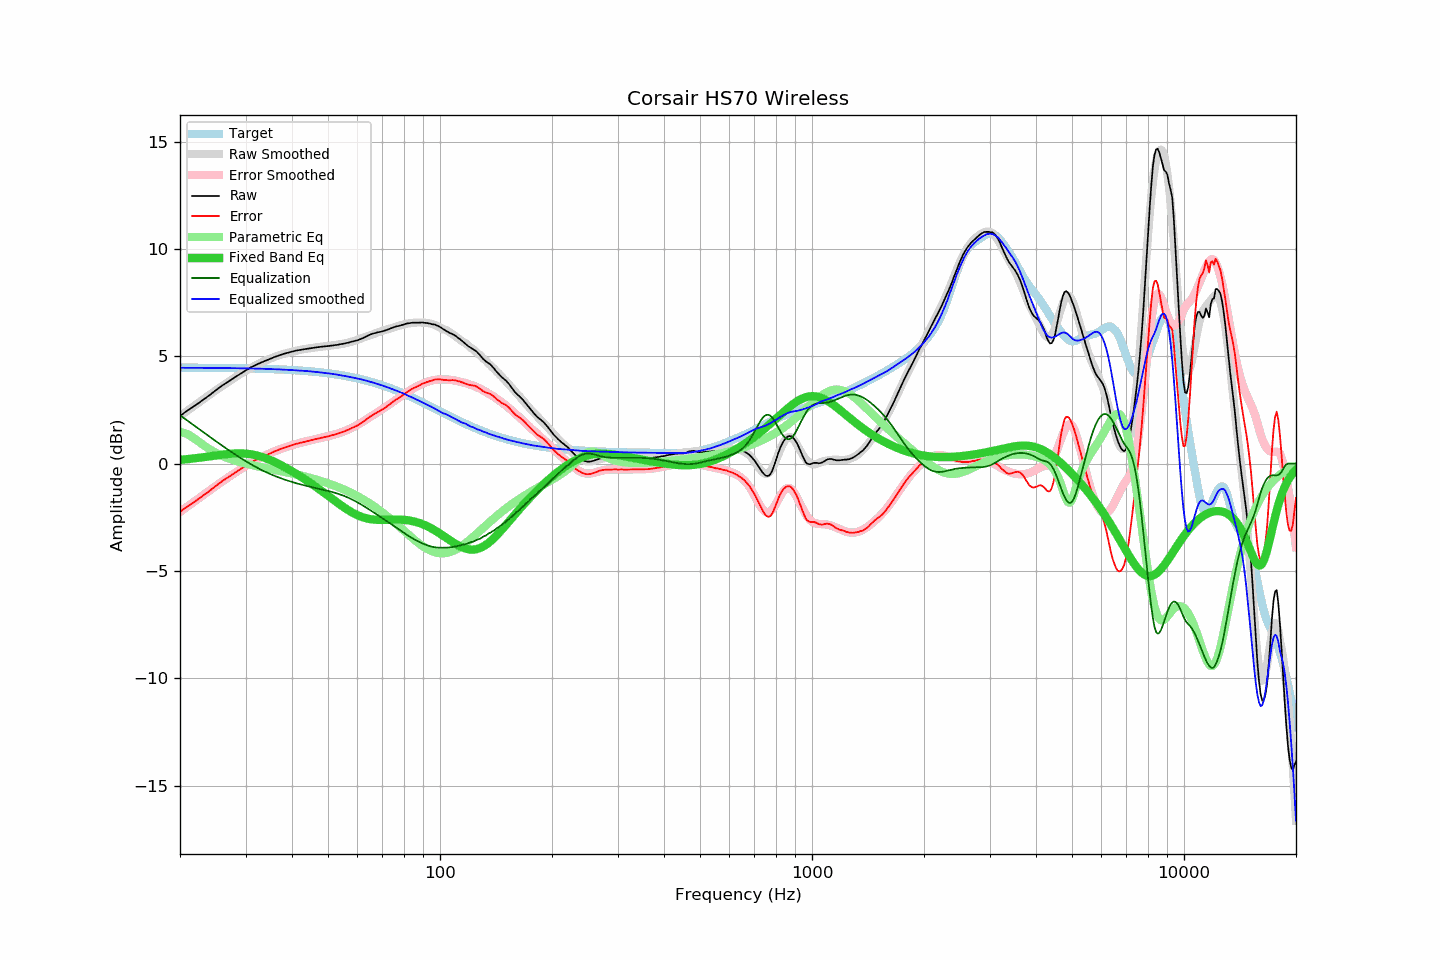 Corsair HS70 Wireless
Target
Raw Smoothed
Error Smoothed
Raw
Error
Parametric Eq
Fixed Band Eq
Equalization
Equalized smoothed
15
10
5
0
−5
−10
−15
Amplitude (dBr)
100
1000
10000
Frequency (Hz)